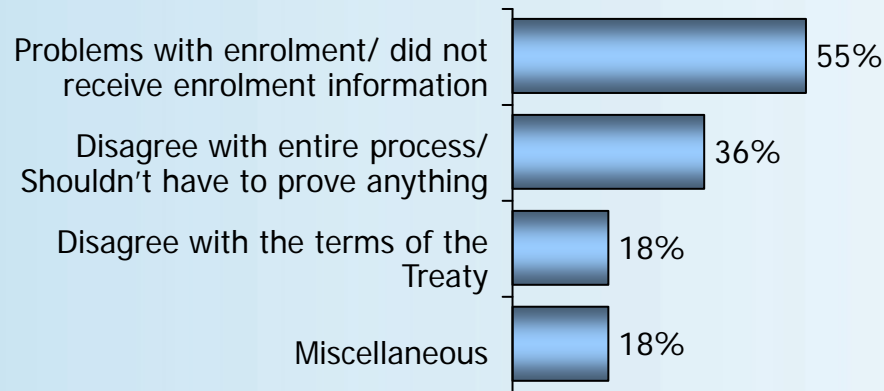 Problems with enrolment/ did not
receive enrolment information
55%
Disagree with entire process/
Shouldn't have to prove anything
36%
Disagree with the terms of the
Treaty
18%
Miscellaneous
18%